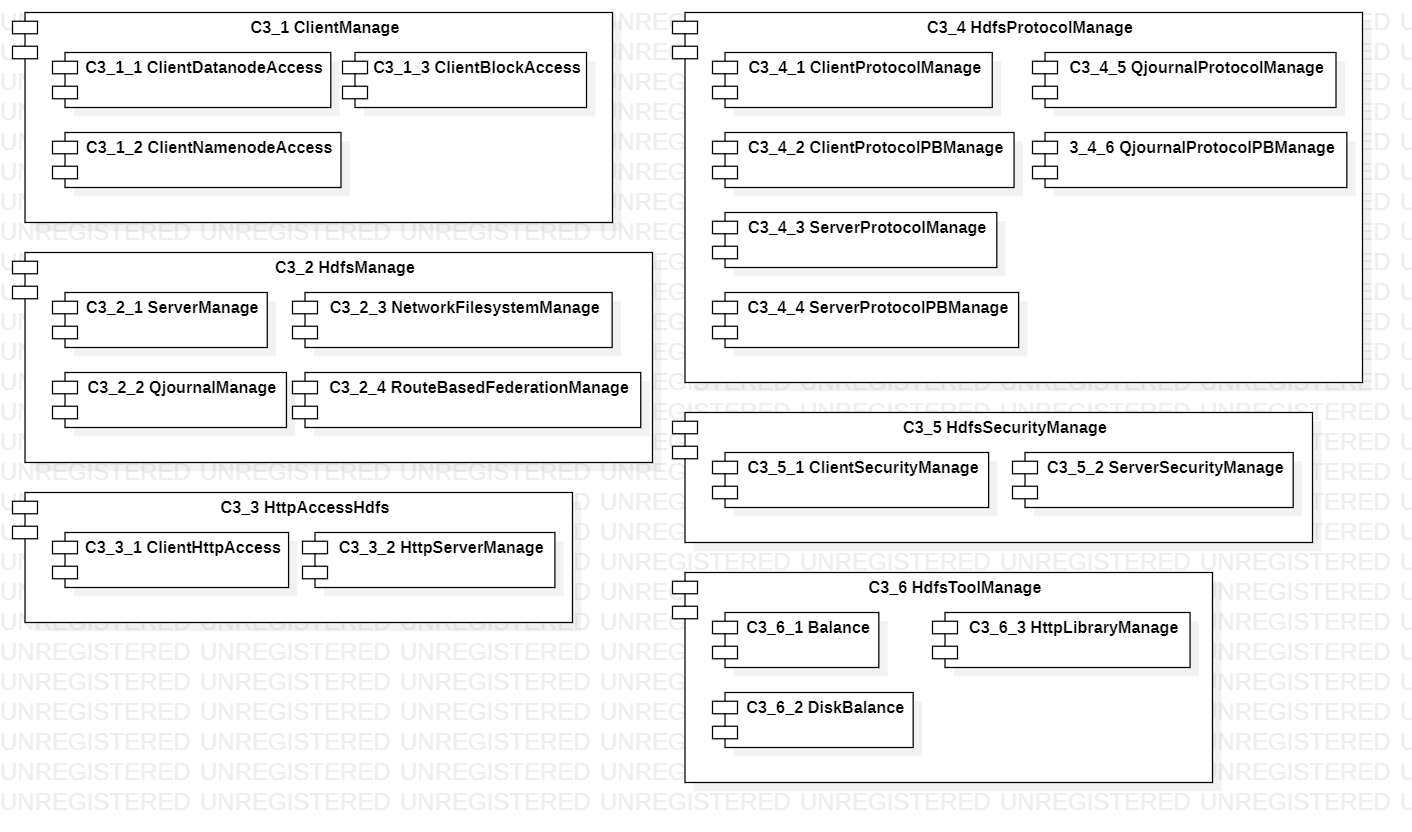 C3_1 ClientManage
C3_1_1 ClientDatanodeAccess
C3_1_3 ClientBlockAccess
C3_1_2 ClientNamenodeAccess
C3_2 HdfsManage
C3_2_1 ServerManage
C3_2_3 NetworkFilesystemManage
C3_2_2 QjournalManage
C3_2_4 RouteBasedFederationManage
C3_3 HttpAccessHdfs
C3_3_1 ClientHttpAccess
C3_3_2 HttpServerManage
C3_4 HdfsProtocolManage
C3_4_1 ClientProtocolManage
C3_4_5 QjournalProtocolManage
C3_4_2 ClientProtocolPBManage
3_4_6 QjournalProtocolPBManage
C3_4_3 ServerProtocolManage
C3_4_4 ServerProtocolPBManage
C3_5 HdfsSecurityManage
C3_5_1 ClientSecurityManage
C3_5_2 ServerSecurityManage
C3_6 HdfsToolManage
C3_6_1 Balance
C3_6_3 HttpLibraryManage
C3_6_2 DiskBalance
UNREGISTERED UNREGISTERED UNREGISTERED UNREGISTERED UNREGISTERED UNREGISTERED UNREGISTERED